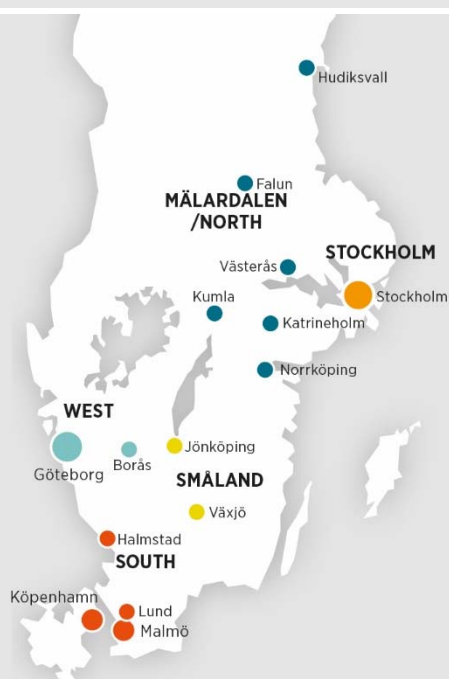 Hudiksvall
Falun
MÄLARDALEN
/NORTH
STOCKHOLM
Västerås
Stockholm
Kumla
Katrineholm
Norrköping
WEST
Göteborg
Borås
Jönköping
SMÅLAND
Växjö
Halmstad
SOUTH
Köpenhamn
Lund
Malmö